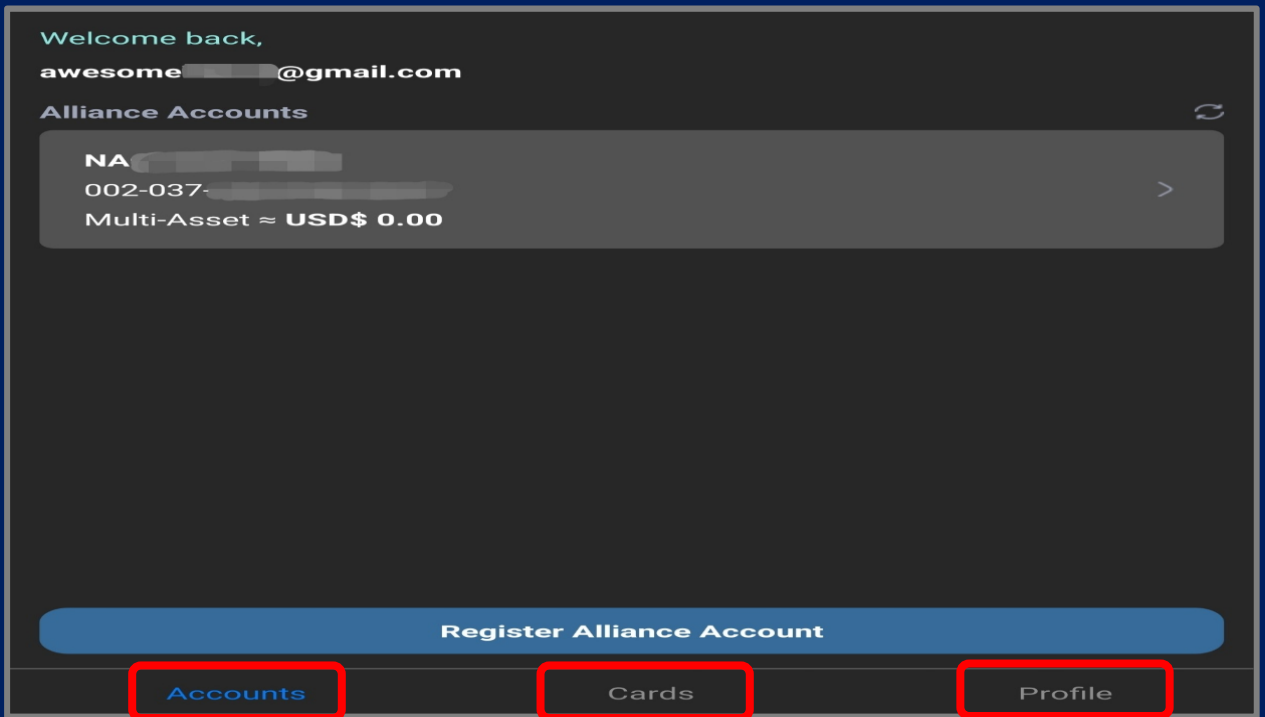 Welcome back,
awesome @gmail.com
Alliance Accounts
NA
002-037-
Multi-Asset ≈ USD$ 0.00
Register Alliance Account
Accounts Cards Profile